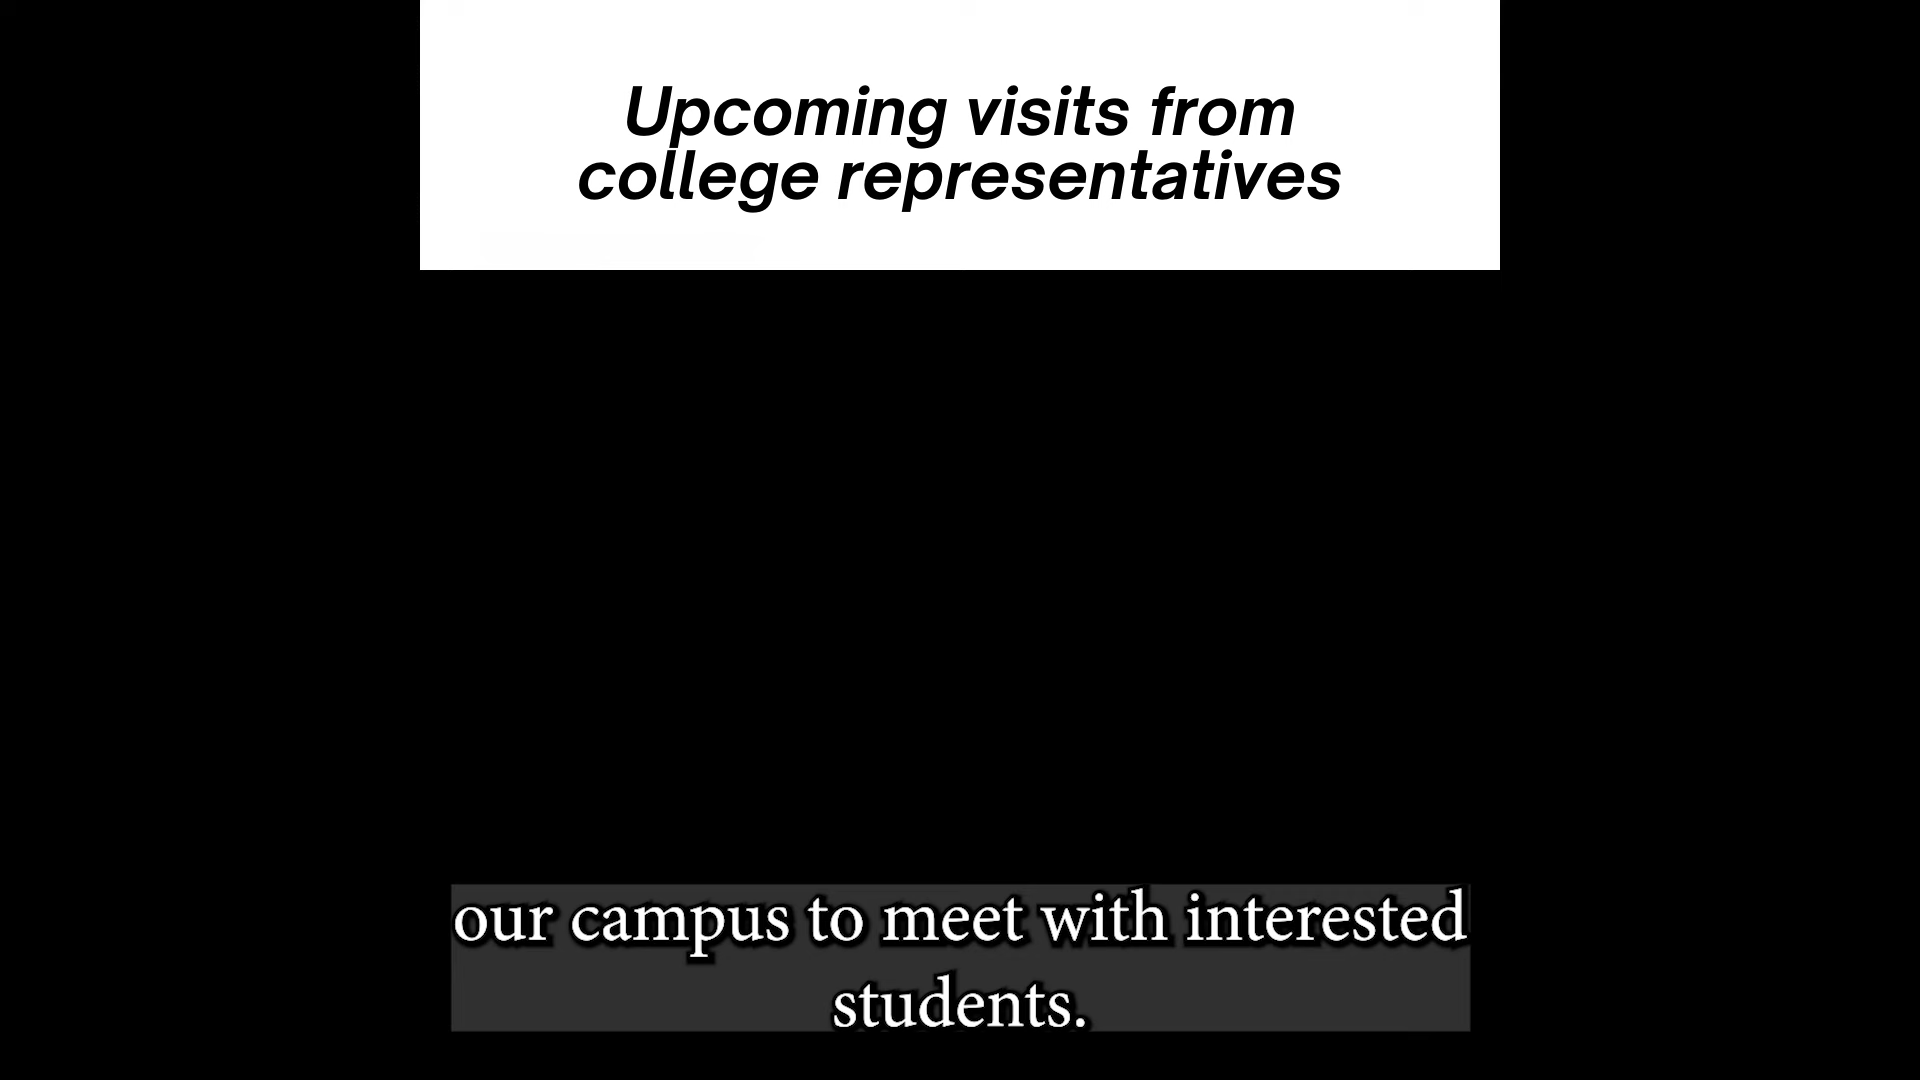 Upcoming visits from
college representatives
our campus to meet with interested
students.